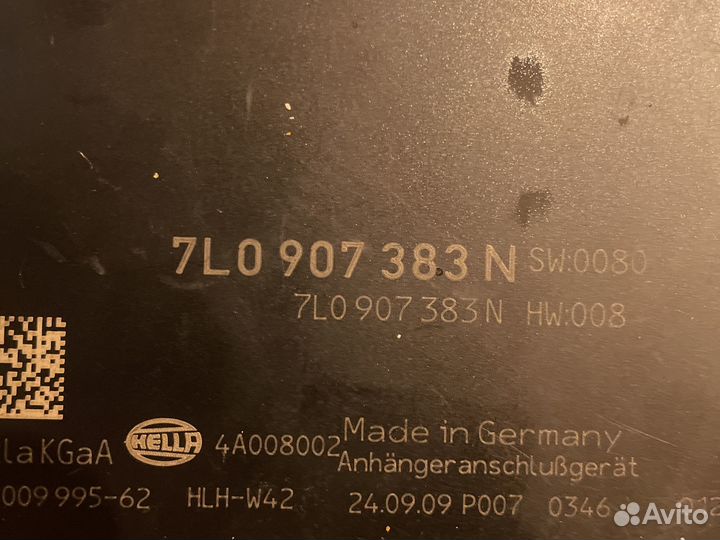 7L0 907 383 N SW:0080
7L0 907 383 N HW:008
laKGaA HELLA 4A008002 Made in Germany
Anhängeranschlußgerät
009 995-62 HLH-W42 24.09.09 P007 0346
Avito